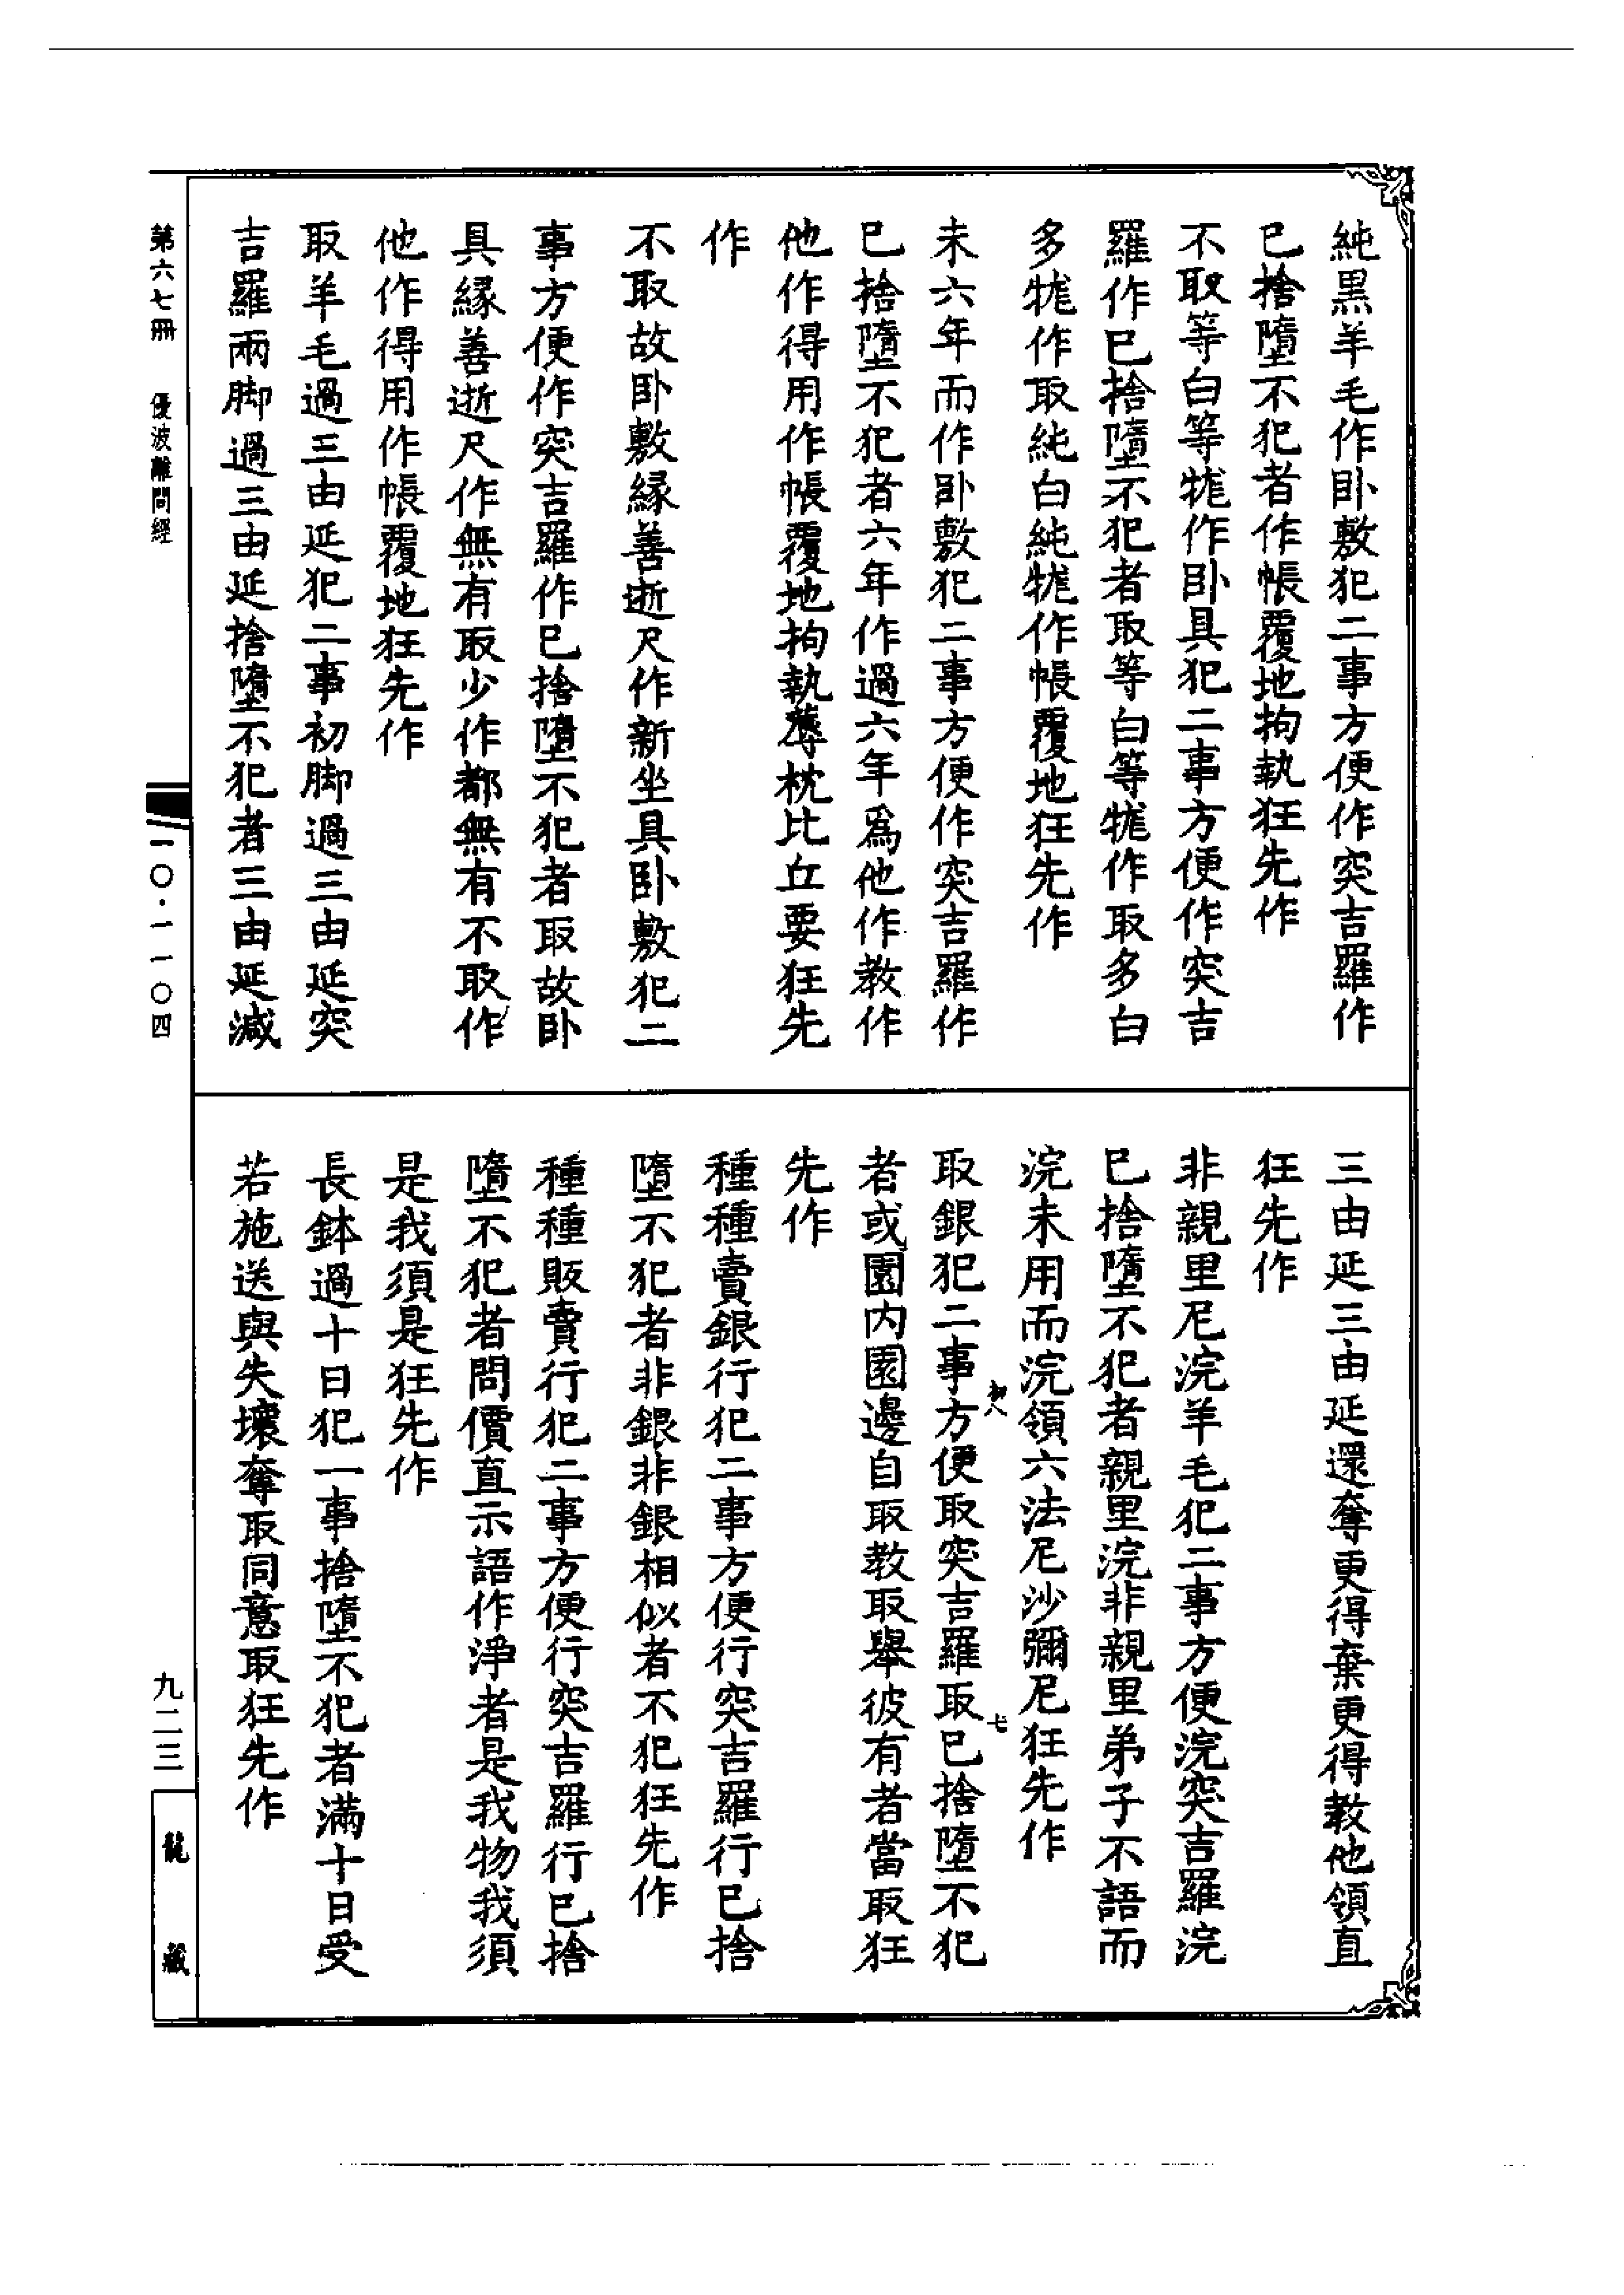 純黑羊毛作卧敷犯二事方便作突吉羅作
已捨墮不犯者作帳覆地拘執狂先作
不取等白等㲝作卧具犯二事方便作突吉
羅作已捨墮不犯者取等白等㲝作取多白
多㲝作取純白純㲝作帳覆地狂先作
未六年而作卧敷犯二事方便作突吉羅作
已捨墮不犯者六年作過六年爲他作教作
他作得用作帳覆地拘執蓐枕比丘要狂先
作
不取故卧敷緣善逝尺作新坐具卧敷犯二
事方便作突吉羅作已捨墮不犯者取故卧
具緣善逝尺作無有取少作都無有不取作
他作得用作帳覆地狂先作
取羊毛過三由延犯二事初脚過三由延突
吉羅兩脚過三由延捨墮不犯者三由延減
三由延三由延還奪更得棄更得教他領直
狂先作
非親里尼浣羊毛犯二事方便浣突吉羅浣
已捨墮不犯者親里浣非親里弟子不語而
浣未用而浣領六法尼沙彌尼狂先作
取銀犯二事方便取突吉羅取已捨墮不犯
者或園内園邊自取教取舉彼有者當取狂
先作
種種賣銀行犯二事方便行突吉羅行已捨
墮不犯者非銀非銀相似者不犯狂先作
種種販賣行犯二事方便行突吉羅行已捨
墮不犯者問價直示語作淨者是我物我須
是我須是狂先作
長鉢過十日犯一事捨墮不犯者滿十日受
若施送與失壞奪取同意取狂先作
第六七冊 優波離問經
一〇·一一〇四
九二三
龍藏